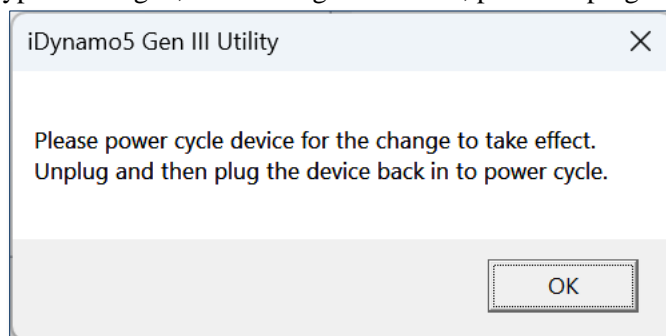 iDynamo5 Gen III Utility
Please power cycle device for the change to take effect.
Unplug and then plug the device back in to power cycle.
OK